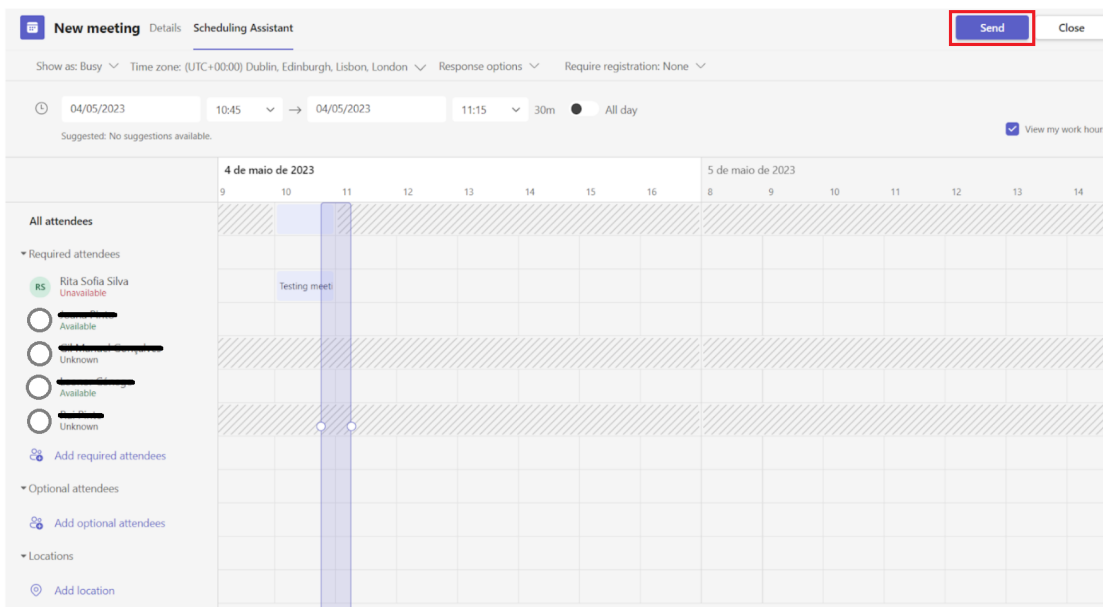 New meeting Details Scheduling Assistant Send Close
Show as: Busy Time zone: (UTC+00:00) Dublin, Edinburgh, Lisbon, London Response options Require registration: None
04/05/2023 10:45 → 04/05/2023 11:15 30m All day
Suggested: No suggestions available.
View my work hour
4 de maio de 2023 5 de maio de 2023
9 10 11 12 13 14 15 16 8 9 10 11 12 13 14
All attendees
Required attendees
RS Rita Sofia Silva
Unavailable
Testing meeti
Available
Unknown
Available
Unknown
Add required attendees
Optional attendees
Add optional attendees
Locations
Add location